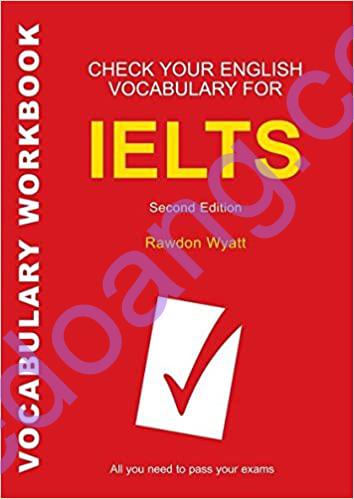 VOCABULARY WORKBOOK
CHECK YOUR ENGLISH
VOCABULARY FOR
IELTS
Second Edition
Rawdon Wyatt
All you need to pass your exams